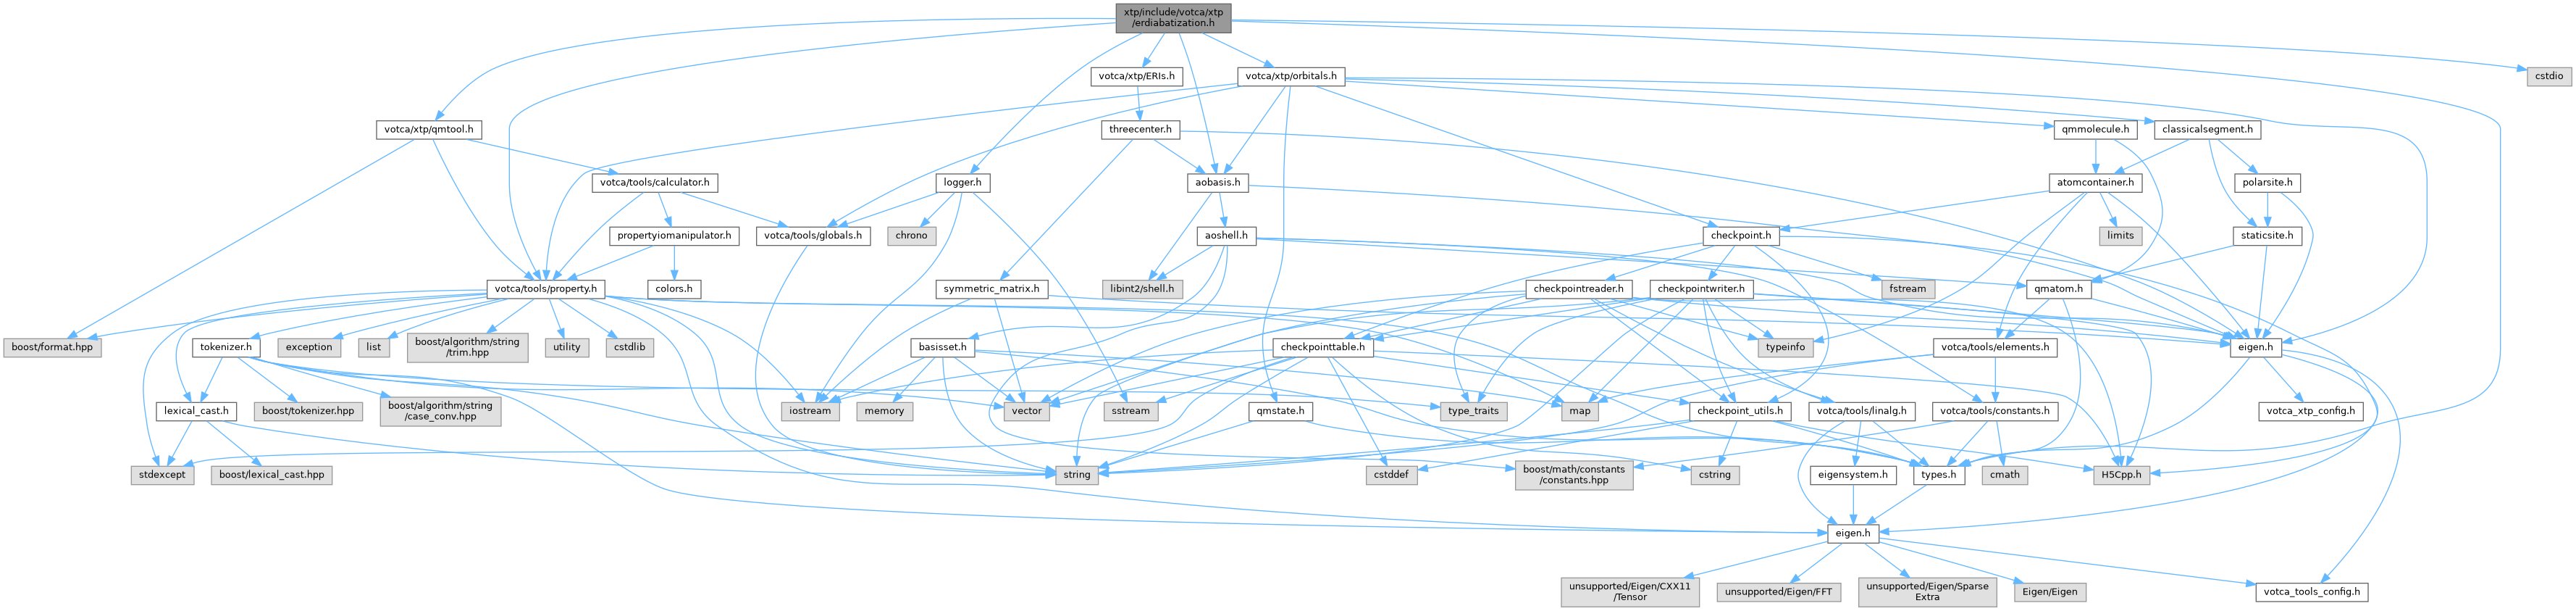 xtp/include/votca/xtp
/erdiabatization.h
votca/xtp/ERIs.h
votca/xtp/orbitals.h
cstdio
votca/xtp/qmtool.h
threecenter.h
qmmolecule.h
classicalsegment.h
votca/tools/calculator.h
logger.h
aobasis.h
atomcontainer.h
polarsite.h
propertyiomanipulator.h
votca/tools/globals.h
chrono
aoshell.h
checkpoint.h
limits
staticsite.h
votca/tools/property.h
colors.h
symmetric_matrix.h
libint2/shell.h
checkpointreader.h
checkpointwriter.h
fstream
qmatom.h
boost/format.hpp
tokenizer.h
exception
list
boost/algorithm/string
/trim.hpp
utility
cstdlib
basisset.h
checkpointtable.h
typeinfo
votca/tools/elements.h
eigen.h
lexical_cast.h
boost/tokenizer.hpp
boost/algorithm/string
/case_conv.hpp
iostream
memory
vector
sstream
qmstate.h
type_traits
map
checkpoint_utils.h
votca/tools/linalg.h
votca/tools/constants.h
votca_xtp_config.h
stdexcept
boost/lexical_cast.hpp
string
cstddef
boost/math/constants
/constants.hpp
cstring
eigensystem.h
types.h
cmath
H5Cpp.h
eigen.h
unsupported/Eigen/CXX11
/Tensor
unsupported/Eigen/FFT
unsupported/Eigen/Sparse
Extra
Eigen/Eigen
votca_tools_config.h